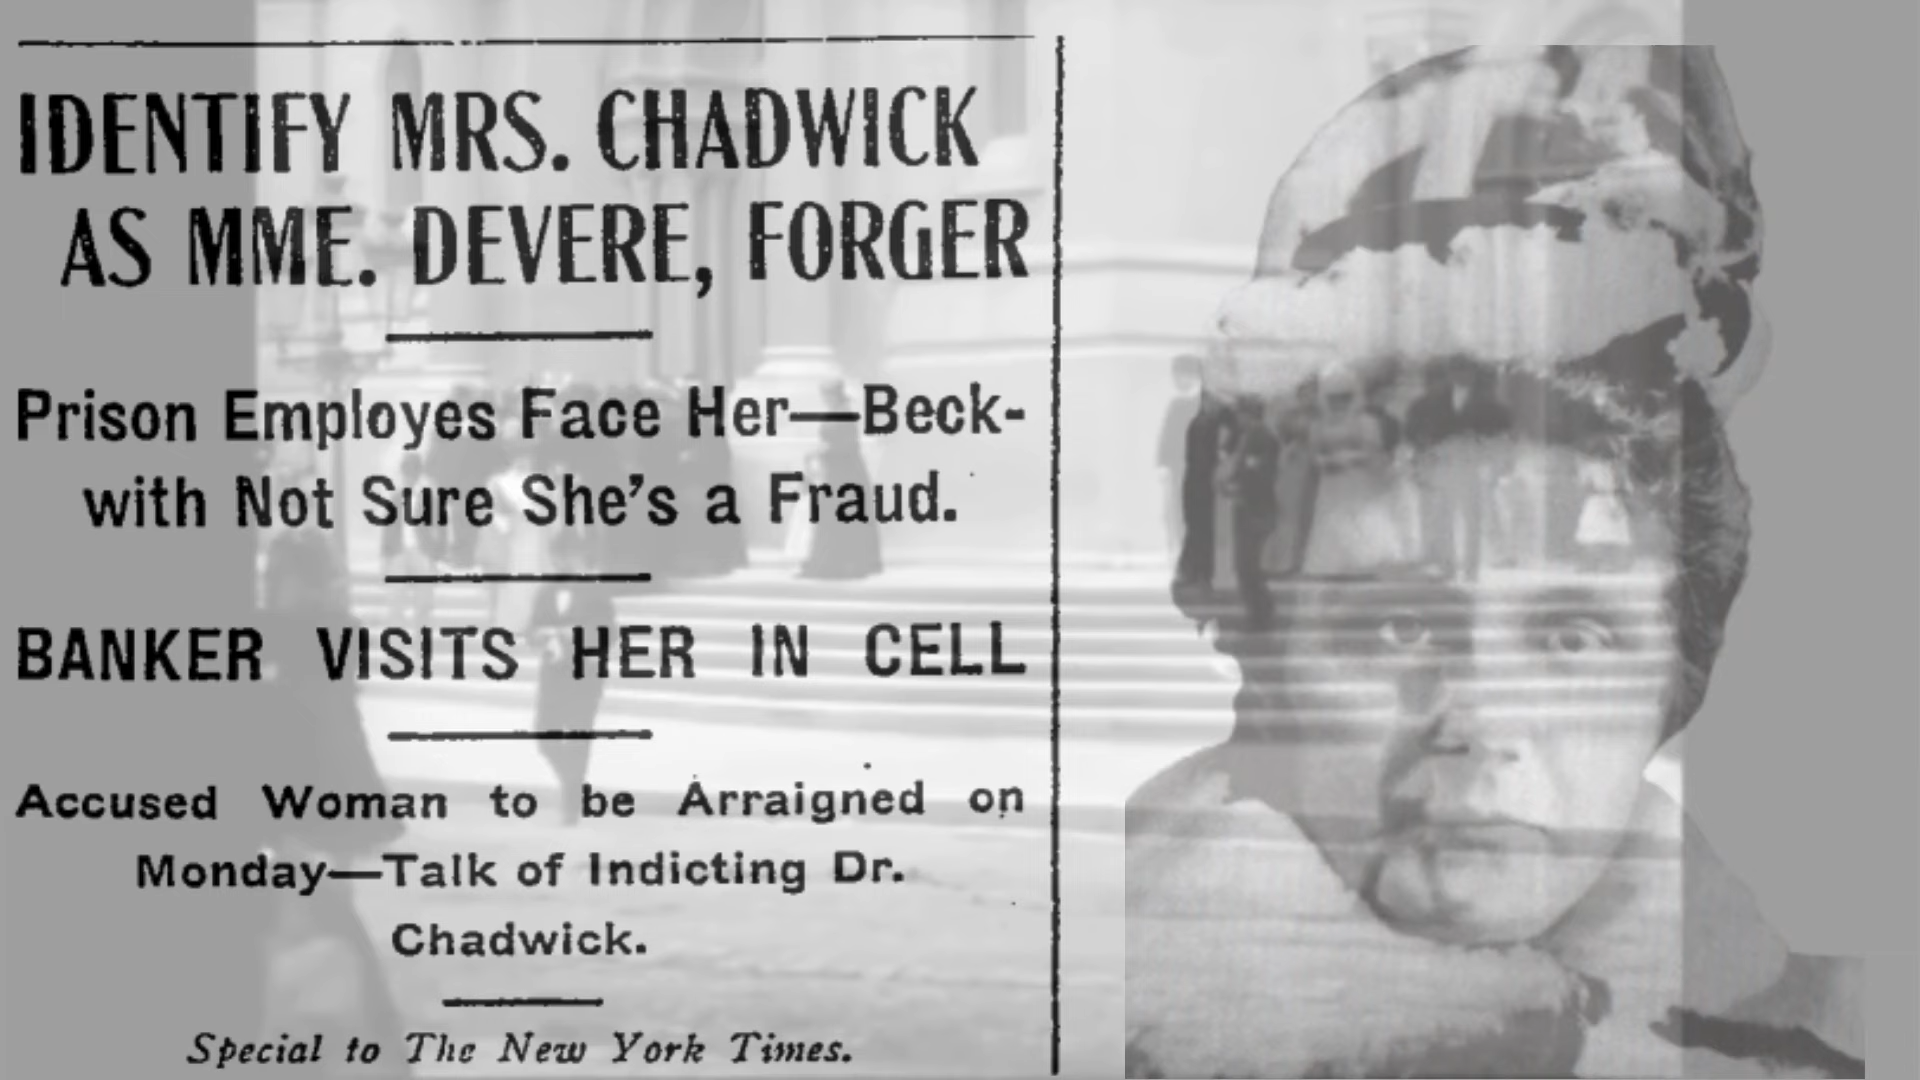 IDENTIFY MRS. CHADWICK
AS MME. DEVERE, FORGER
Prison Employes Face Her—Beck-
with Not Sure She's a Fraud.
BANKER VISITS HER IN CELL
Accused Woman to be Arraigned on
Monday—Talk of Indicting Dr.
Chadwick.
Special to The New York Times.